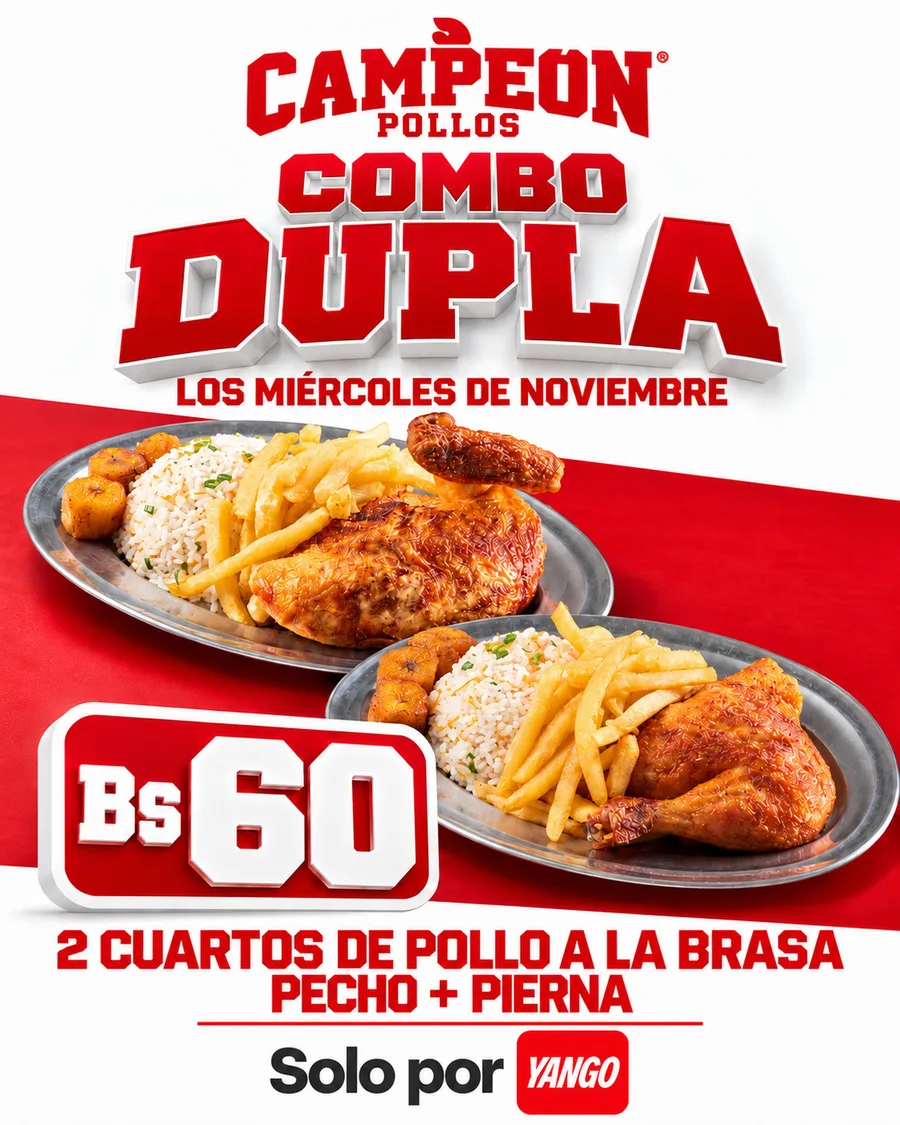 CAMPEÓN®
POLLOS
COMBO
DUPLA
LOS MIÉRCOLES DE NOVIEMBRE
Bs 60
2 CUARTOS DE POLLO A LA BRASA
PECHO + PIERNA
Solo por YANGO